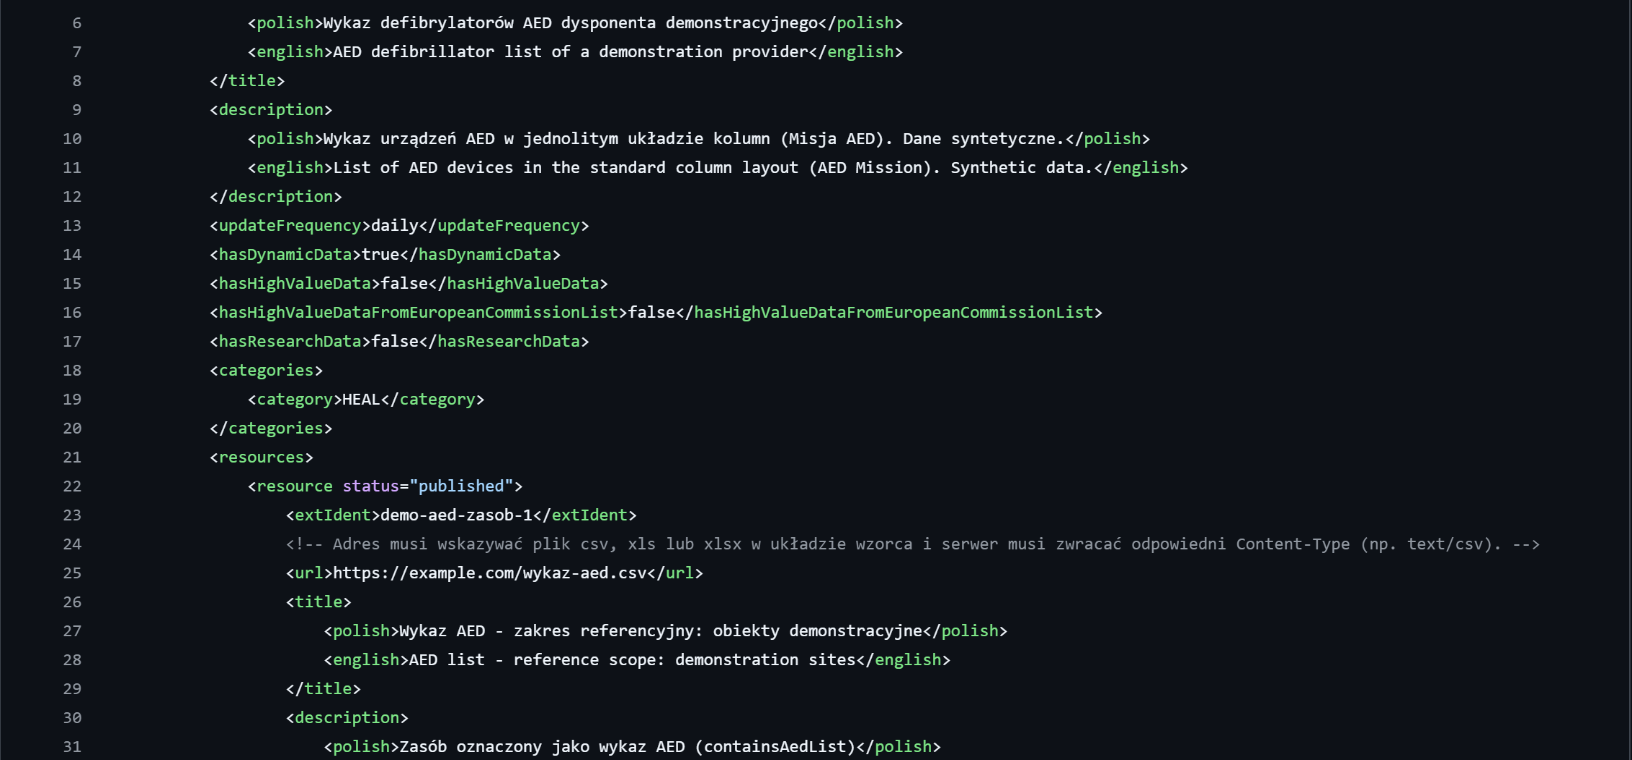 6 <polish>Wykaz defibrylatorów AED dysponenta demonstracyjnego</polish>
7 <english>AED defibrillator list of a demonstration provider</english>
8 </title>
9 <description>
10 <polish>Wykaz urządzeń AED w jednolitym układzie kolumn (Misja AED). Dane syntetyczne.</polish>
11 <english>List of AED devices in the standard column layout (AED Mission). Synthetic data.</english>
12 </description>
13 <updateFrequency>daily</updateFrequency>
14 <hasDynamicData>true</hasDynamicData>
15 <hasHighValueData>false</hasHighValueData>
16 <hasHighValueDataFromEuropeanCommissionList>false</hasHighValueDataFromEuropeanCommissionList>
17 <hasResearchData>false</hasResearchData>
18 <categories>
19 <category>HEAL</category>
20 </categories>
21 <resources>
22 <resource status="published">
23 <extIdent>demo-aed-zasob-1</extIdent>
24 <!-- Adres musi wskazywać plik csv, xls lub xlsx w układzie wzorca i serwer musi zwracać odpowiedni Content-Type (np. text/csv). -->
25 <url>https://example.com/wykaz-aed.csv</url>
26 <title>
27 <polish>Wykaz AED - zakres referencyjny: obiekty demonstracyjne</polish>
28 <english>AED list - reference scope: demonstration sites</english>
29 </title>
30 <description>
31 <polish>Zasób oznaczony jako wykaz AED (containsAedList)</polish>